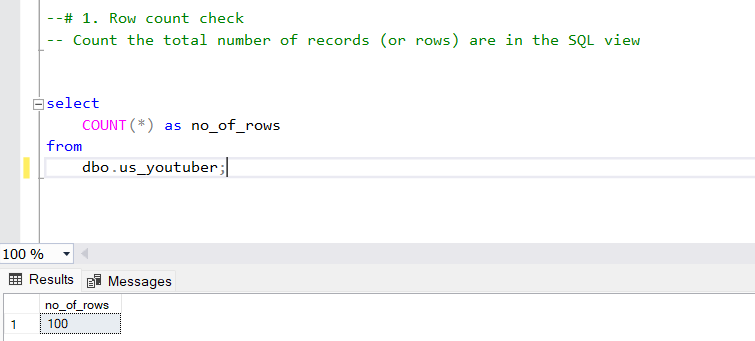 --# 1. Row count check
-- Count the total number of records (or rows) are in the SQL view
select
COUNT(*) as no_of_rows
from
dbo.us_youtuber;
100 %
Results Messages
no_of_rows
1 100